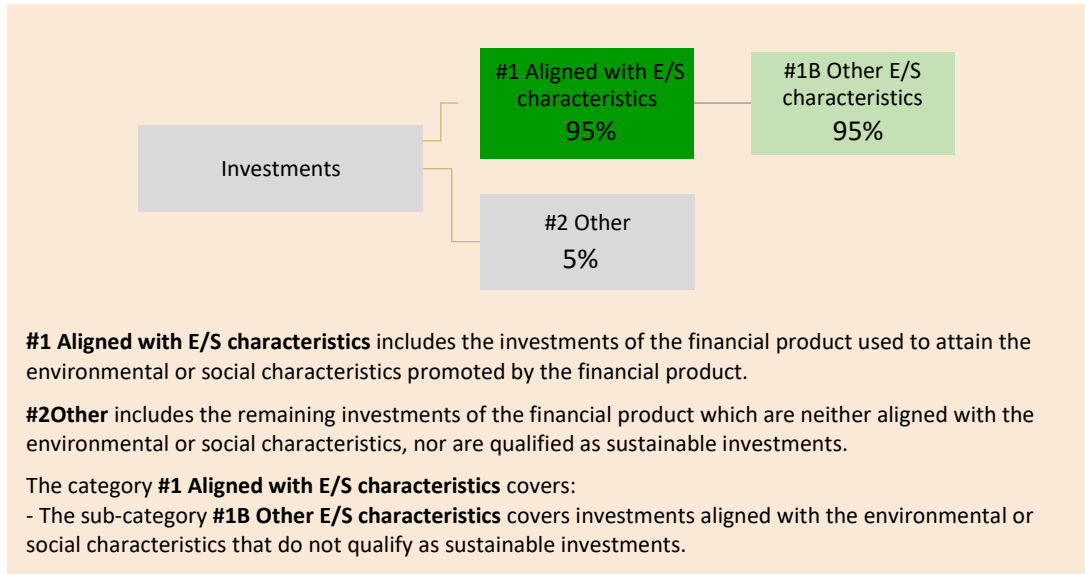 #1 Aligned with E/S
characteristics
95%
#1B Other E/S
characteristics
95%
Investments
#2 Other
5%
#1 Aligned with E/S characteristics includes the investments of the financial product used to attain the
environmental or social characteristics promoted by the financial product.
#2Other includes the remaining investments of the financial product which are neither aligned with the
environmental or social characteristics, nor are qualified as sustainable investments.
The category #1 Aligned with E/S characteristics covers:
- The sub-category #1B Other E/S characteristics covers investments aligned with the environmental or
social characteristics that do not qualify as sustainable investments.